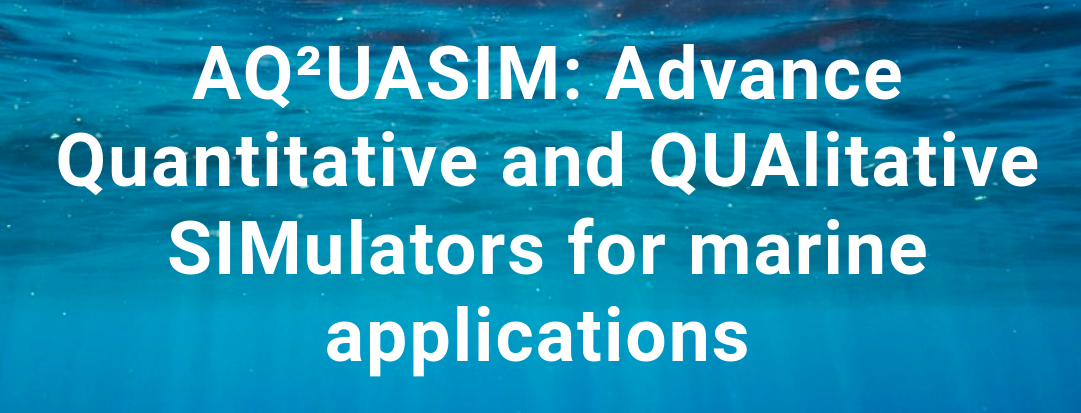 AQ²UASIM: Advance
Quantitative and QUAlitative
SIMulators for marine
applications